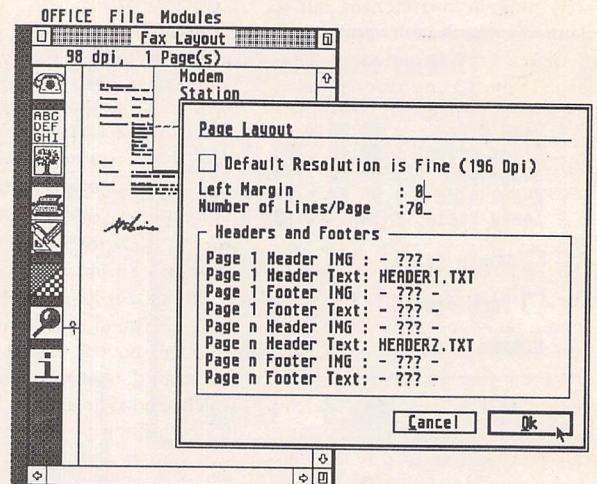 OFFICE File Modules
Fax Layout
98 dpi, 1 Page(s)
Modem
Station
ABC
DEF
GHI
i
Page Layout
Default Resolution is Fine (196 Dpi)
Left Margin : 0
Number of Lines/Page :70_
Headers and Footers
Page 1 Header IMG : - ??? -
Page 1 Header Text: HEADER1.TXT
Page 1 Footer IMG : - ??? -
Page 1 Footer Text: - ??? -
Page n Header IMG : - ??? -
Page n Header Text: HEADER2.TXT
Page n Footer IMG : - ??? -
Page n Footer Text: - ??? -
Cancel
Ok